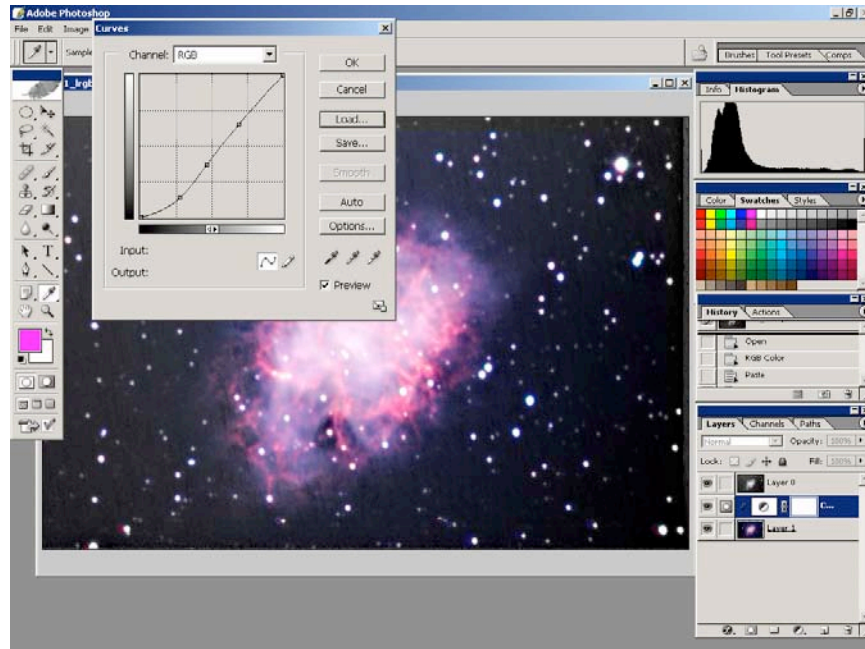 Adobe Photoshop
File Edit Image
Curves
Sample
Brushes Tool Presets Comps
Channel: RGB
OK
Cancel
Load...
Save...
Smooth
Auto
Options...
Input:
Output:
Preview
Info Histogram
Color Swatches Styles
History Actions
Open
RGB Color
Paste
Layers Channels Paths
Normal Opacity: 100%
Lock: Fill: 100%
Layer 0
C...
Layer 1